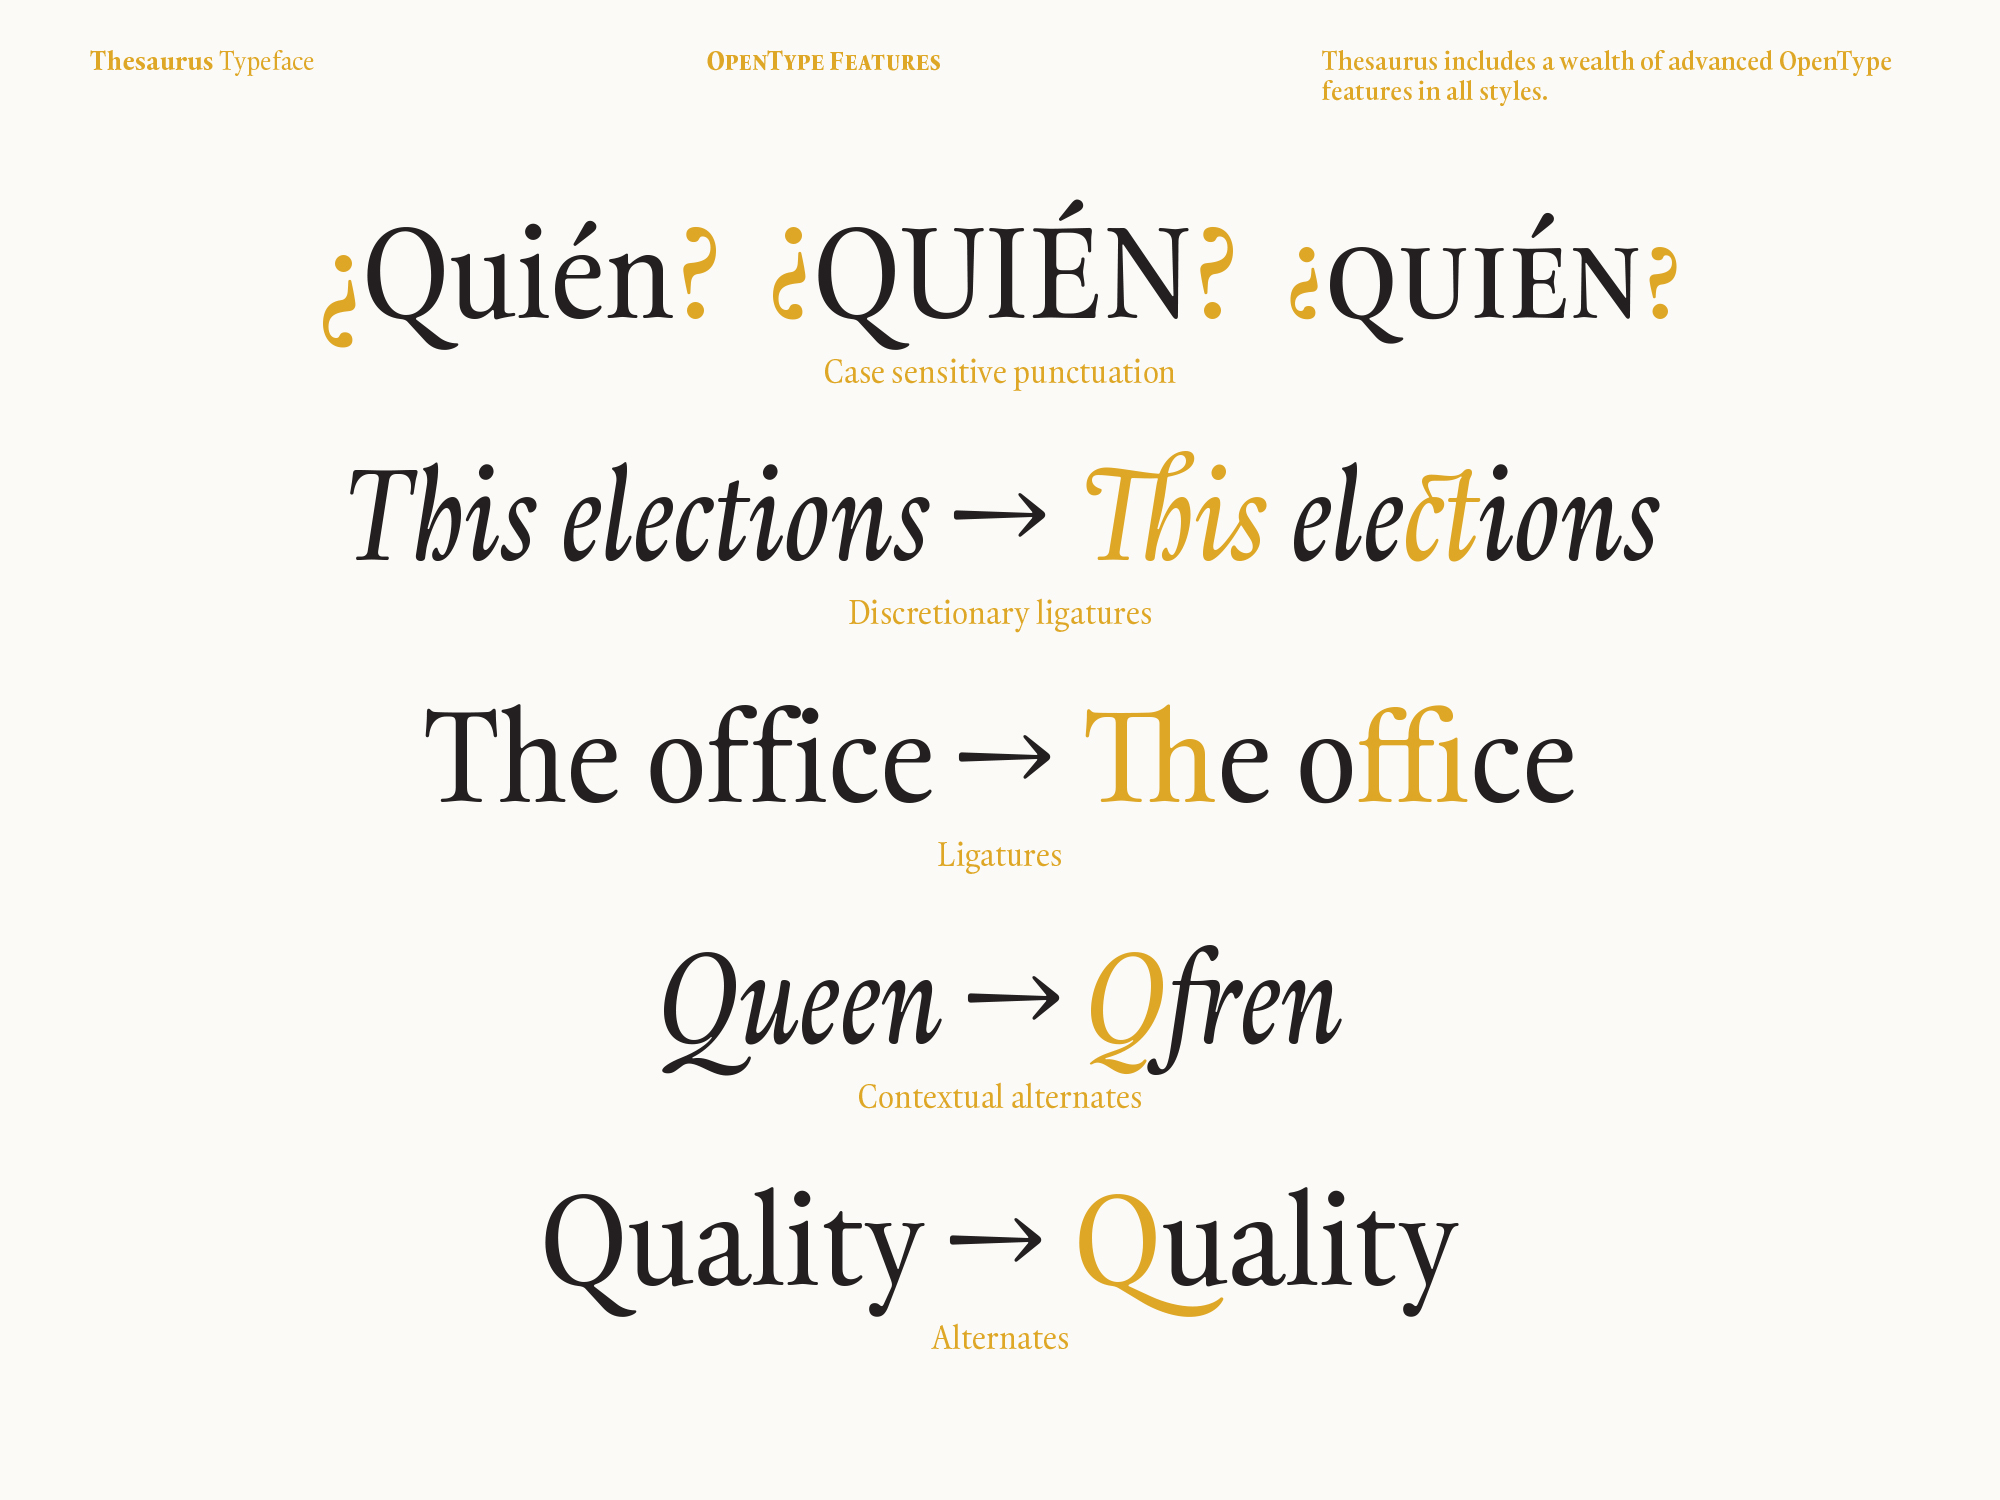 Thesaurus Typeface
OpenType Features
Thesaurus includes a wealth of advanced OpenType
features in all styles.
¿Quién? ¿QUIÉN? ¿QUIÉN?
Case sensitive punctuation
This elections → This elections
Discretionary ligatures
The office → The office
Ligatures
Queen → Qfren
Contextual alternates
Quality → Quality
Alternates